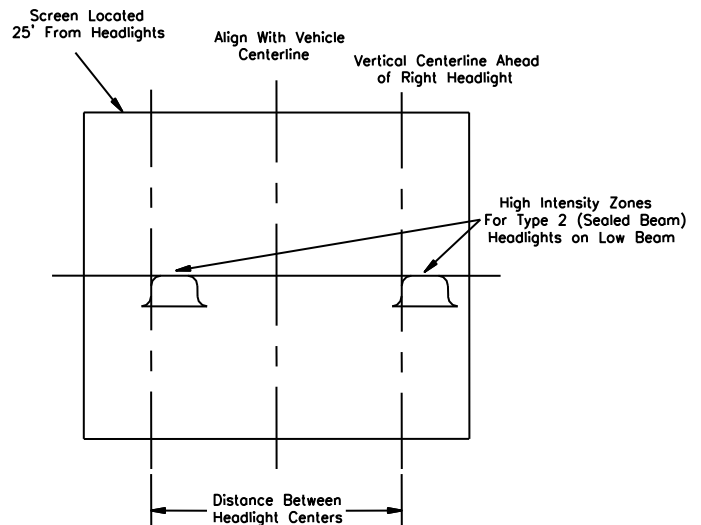 Screen Located
25' From Headlights
Align With Vehicle
Centerline
Vertical Centerline Ahead
of Right Headlight
High Intensity Zones
For Type 2 (Sealed Beam)
Headlights on Low Beam
Distance Between
Headlight Centers